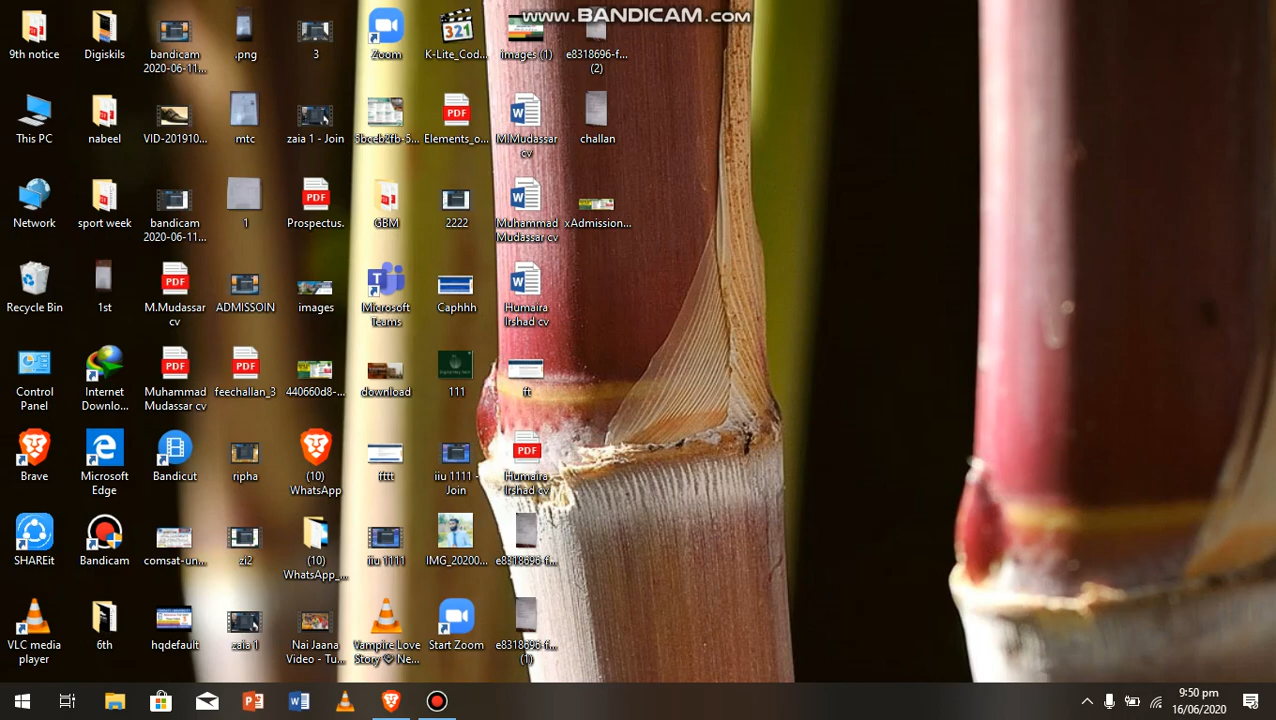 www.BANDICAM.com
9th notice
Digiskils
bandicam
2020-06-11...
.png
3
Zoom
K-Lite_Cod...
images (1)
e8318696-f...
(2)
This PC
nabeel
VID-201910...
mtc
zaia 1 - Join
5bceb2fb-5...
Elements_o...
M.Mudassar
cv
challan
Network
sport week
bandicam
2020-06-11...
1
Prospectus.
GBM
2222
Muhammad
Mudassar cv
xAdmission...
Recycle Bin
1st
M.Mudassar
cv
ADMISSOIN
images
Microsoft
Teams
Caphhh
Humaira
Irshad cv
Control
Panel
Internet
Downlo...
Muhammad
Mudassar cv
feechallan_3
440660d8-...
download
111
ft
Brave
Microsoft
Edge
Bandicut
ripha
(10)
WhatsApp
fttt
iiu 1111 -
Join
Humaira
Irshad cv
SHAREit
Bandicam
comsat-un...
zi2
(10)
WhatsApp_...
iiu 1111
IMG_20200...
e8318696-f...
VLC media
player
6th
hqdefault
zaia 1
Nai Jaana
Video - Tu...
Vampire Love
Story ♡ Ne...
Start Zoom
e8318696-f...
(1)
9:50 pm
16/06/2020